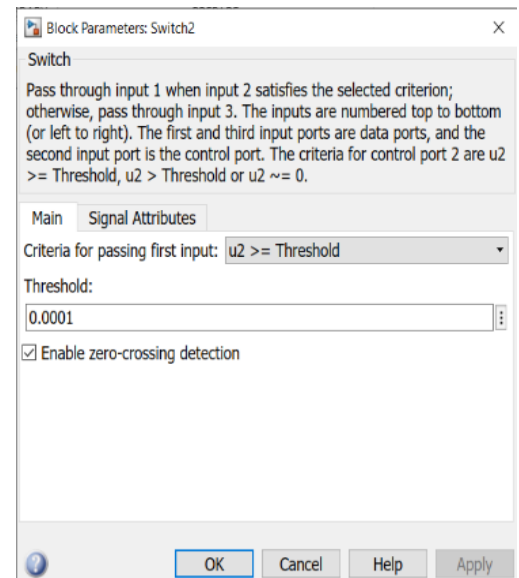 Block Parameters: Switch2
Switch
Pass through input 1 when input 2 satisfies the selected criterion;
otherwise, pass through input 3. The inputs are numbered top to bottom
(or left to right). The first and third input ports are data ports, and the
second input port is the control port. The criteria for control port 2 are u2
>= Threshold, u2 > Threshold or u2 ~= 0.
Main Signal Attributes
Criteria for passing first input: u2 >= Threshold
Threshold:
0.0001
Enable zero-crossing detection
OK Cancel Help Apply